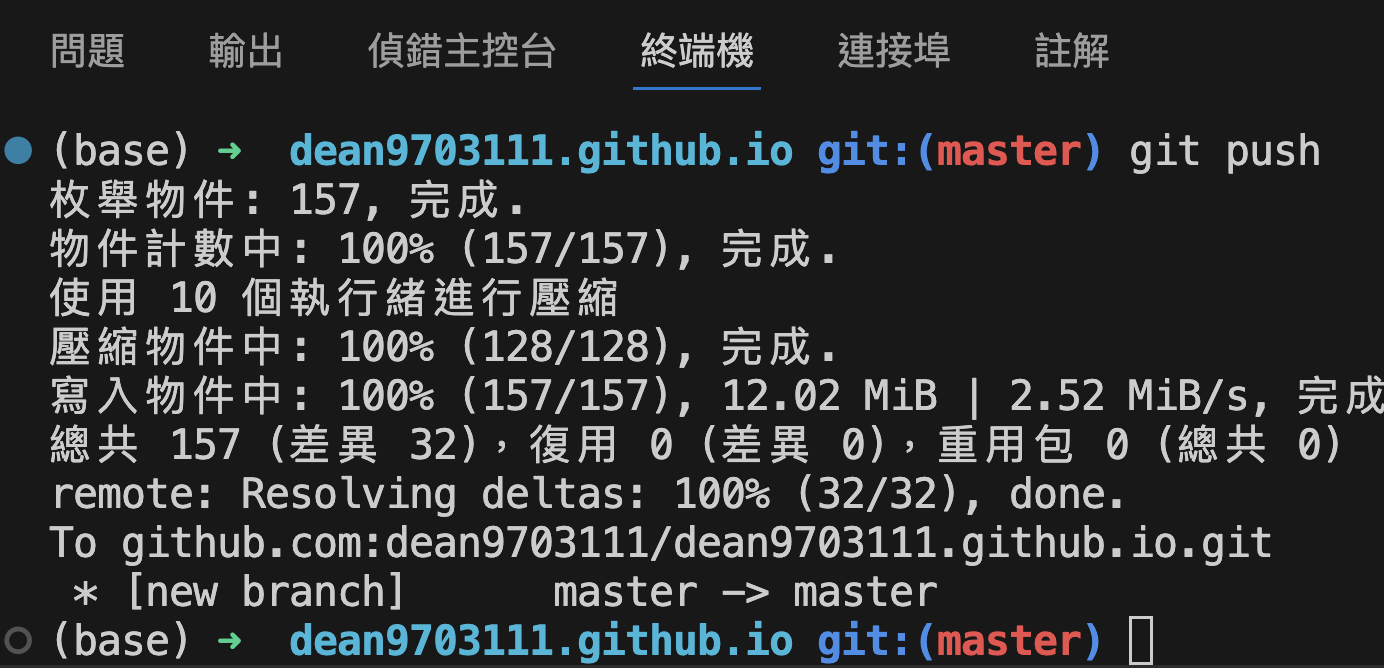 問題 輸出 偵錯主控台 終端機 連接埠 註解
(base) ➜ dean9703111.github.io git:(master) git push
枚舉物件: 157, 完成.
物件計數中: 100% (157/157), 完成.
使用 10 個執行緒進行壓縮
壓縮物件中: 100% (128/128), 完成.
寫入物件中: 100% (157/157), 12.02 MiB | 2.52 MiB/s, 完成
總共 157 (差異 32)，復用 0 (差異 0)，重用包 0 (總共 0)
remote: Resolving deltas: 100% (32/32), done.
To github.com:dean9703111/dean9703111.github.io.git
 * [new branch]      master -> master
(base) ➜ dean9703111.github.io git:(master)